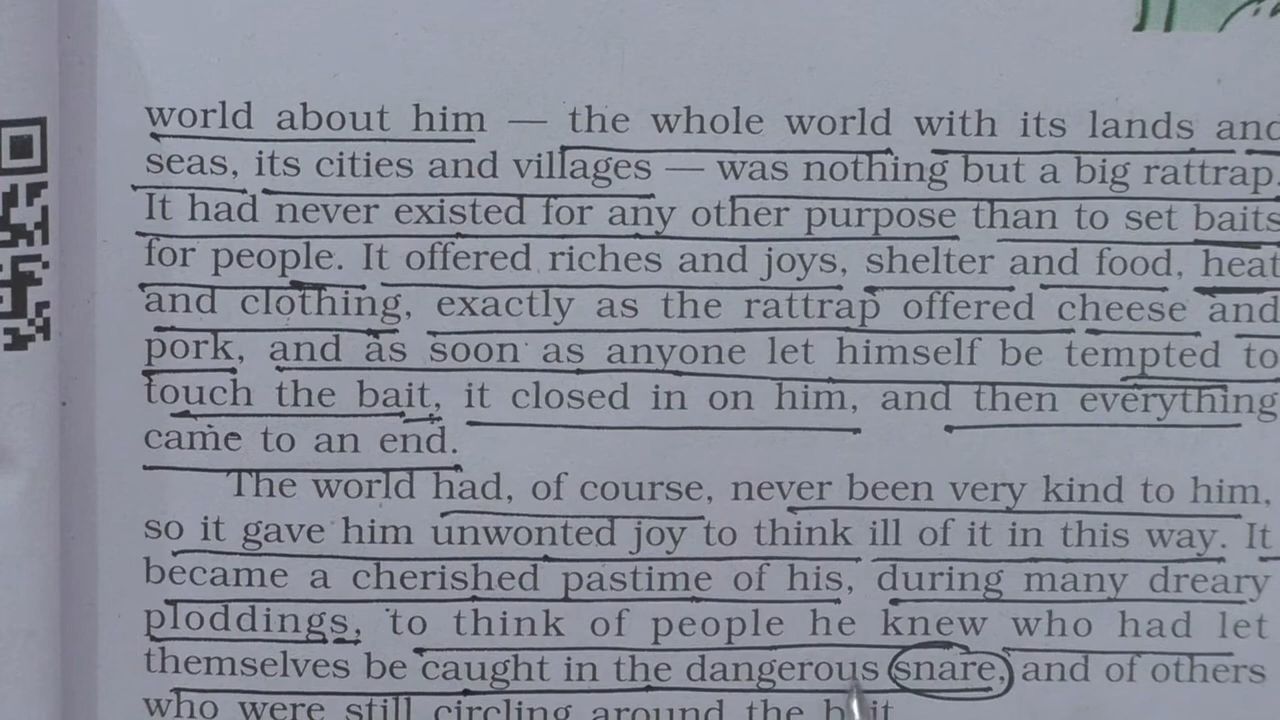 world about him — the whole world with its lands and
seas, its cities and villages — was nothing but a big rattrap.
It had never existed for any other purpose than to set baits
for people. It offered riches and joys, shelter and food, heat
and clothing, exactly as the rattrap offered cheese and
pork, and as soon as anyone let himself be tempted to
touch the bait, it closed in on him, and then everything
came to an end.
The world had, of course, never been very kind to him,
so it gave him unwonted joy to think ill of it in this way. It
became a cherished pastime of his, during many dreary
ploddings, to think of people he knew who had let
themselves be caught in the dangerous snare, and of others
who were still circling around the bait